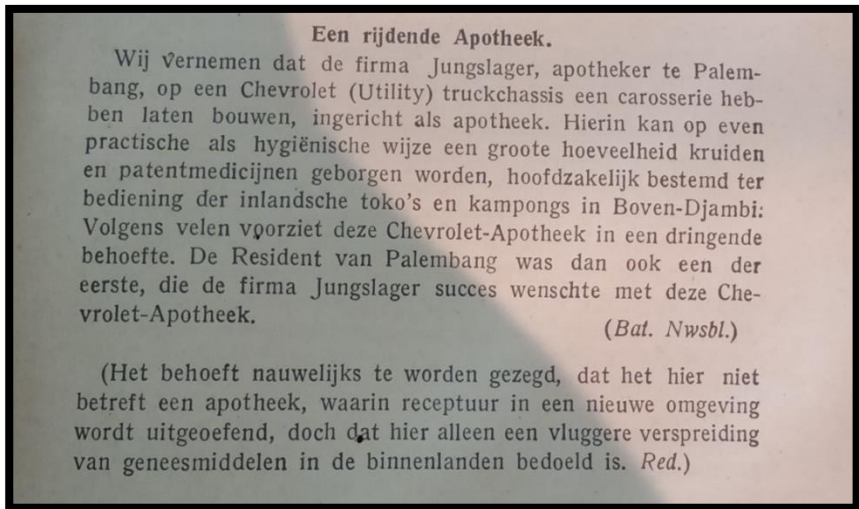 Een rijdende Apotheek.
Wij vernemen dat de firma Jungslager, apotheker te Palem-
bang, op een Chevrolet (Utility) truckchassis een carosserie heb-
ben laten bouwen, ingericht als apotheek. Hierin kan op even
practische als hygiënische wijze een groote hoeveelheid kruiden
en patentmedicijnen geborgen worden, hoofdzakelijk bestemd ter
bediening der inlandsche toko's en kampongs in Boven-Djambi:
Volgens velen voorziet deze Chevrolet-Apotheek in een dringende
behoefte. De Resident van Palembang was dan ook een der
eerste, die de firma Jungslager succes wenschte met deze Che-
vrolet-Apotheek.
(Bat. Nwsbl.)
(Het behoeft nauwelijks te worden gezegd, dat het hier niet
betreft een apotheek, waarin receptuur in een nieuwe omgeving
wordt uitgeoefend, doch dat hier alleen een vluggere verspreiding
van geneesmiddelen in de binnenlanden bedoeld is. Red.)